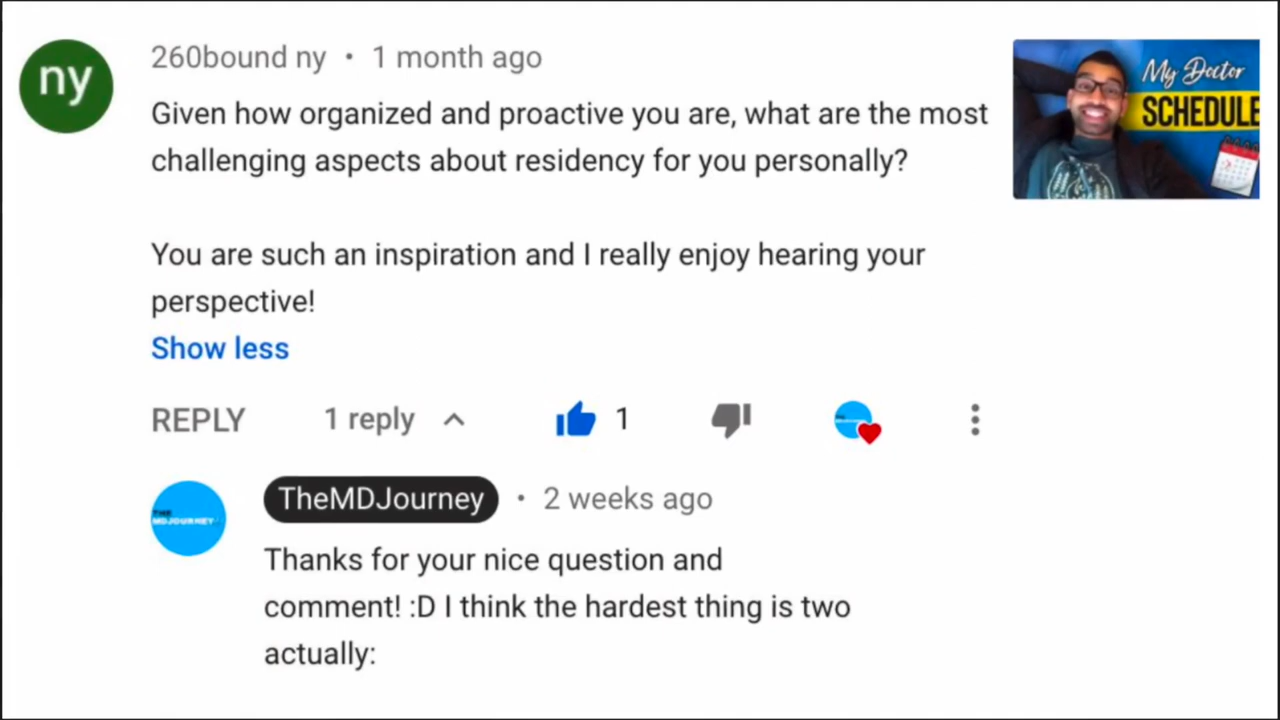 ny
260bound ny • 1 month ago
Given how organized and proactive you are, what are the most
challenging aspects about residency for you personally?
You are such an inspiration and I really enjoy hearing your
perspective!
Show less
REPLY 1 reply 1
My Doctor
SCHEDULE
TheMDJourney • 2 weeks ago
THE
MDJOURNEY
Thanks for your nice question and
comment! :D I think the hardest thing is two
actually: